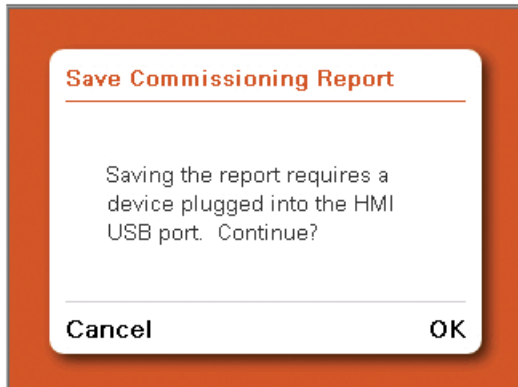 Save Commissioning Report
Saving the report requires a
device plugged into the HMI
USB port.  Continue?
Cancel
OK